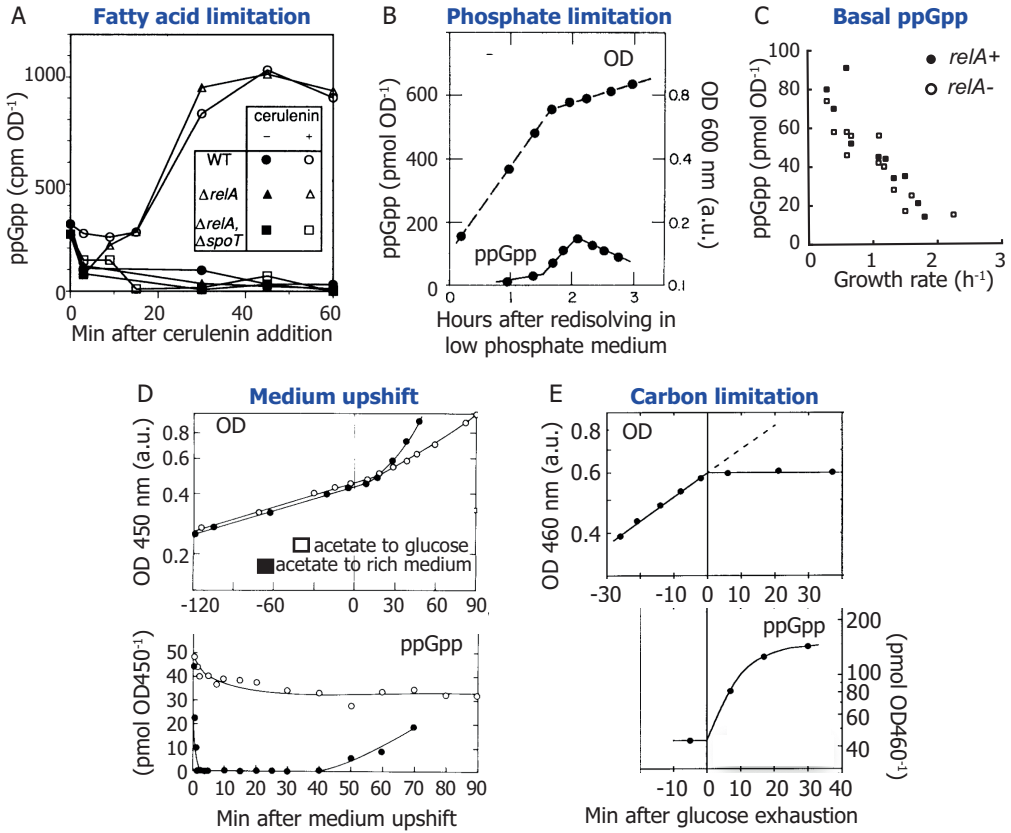 A
Fatty acid limitation
ppGpp (cpm OD⁻¹)
1000
500
0
cerulenin
− +
WT
ΔrelA
ΔrelA,
ΔspoT
0 20 40 60
Min after cerulenin addition
B
Phosphate limitation
OD
ppGpp (pmol OD⁻¹)
600
400
200
0
0.8
0.4
0.2
0.1
OD 600 nm (a.u.)
ppGpp
0 1 2 3
Hours after redisolving in
low phosphate medium
C
Basal ppGpp
relA+
relA-
ppGpp (pmol OD⁻¹)
100
80
60
40
20
0
0 1 2 3
Growth rate (h⁻¹)
D
Medium upshift
OD
OD 450 nm (a.u.)
0.8
0.6
0.4
0.2
acetate to glucose
acetate to rich medium
-120 -60 0 30 60 90
ppGpp
(pmol OD450⁻¹)
50
40
30
20
10
0
0 10 20 30 40 50 60 70 80 90
Min after medium upshift
E
Carbon limitation
OD
OD 460 nm (a.u.)
0.8
0.6
0.4
-30 -20 -10 0 10 20 30 40
ppGpp
200
100
80
60
40
(pmol OD460⁻¹)
-20 -10 0 10 20 30 40
Min after glucose exhaustion